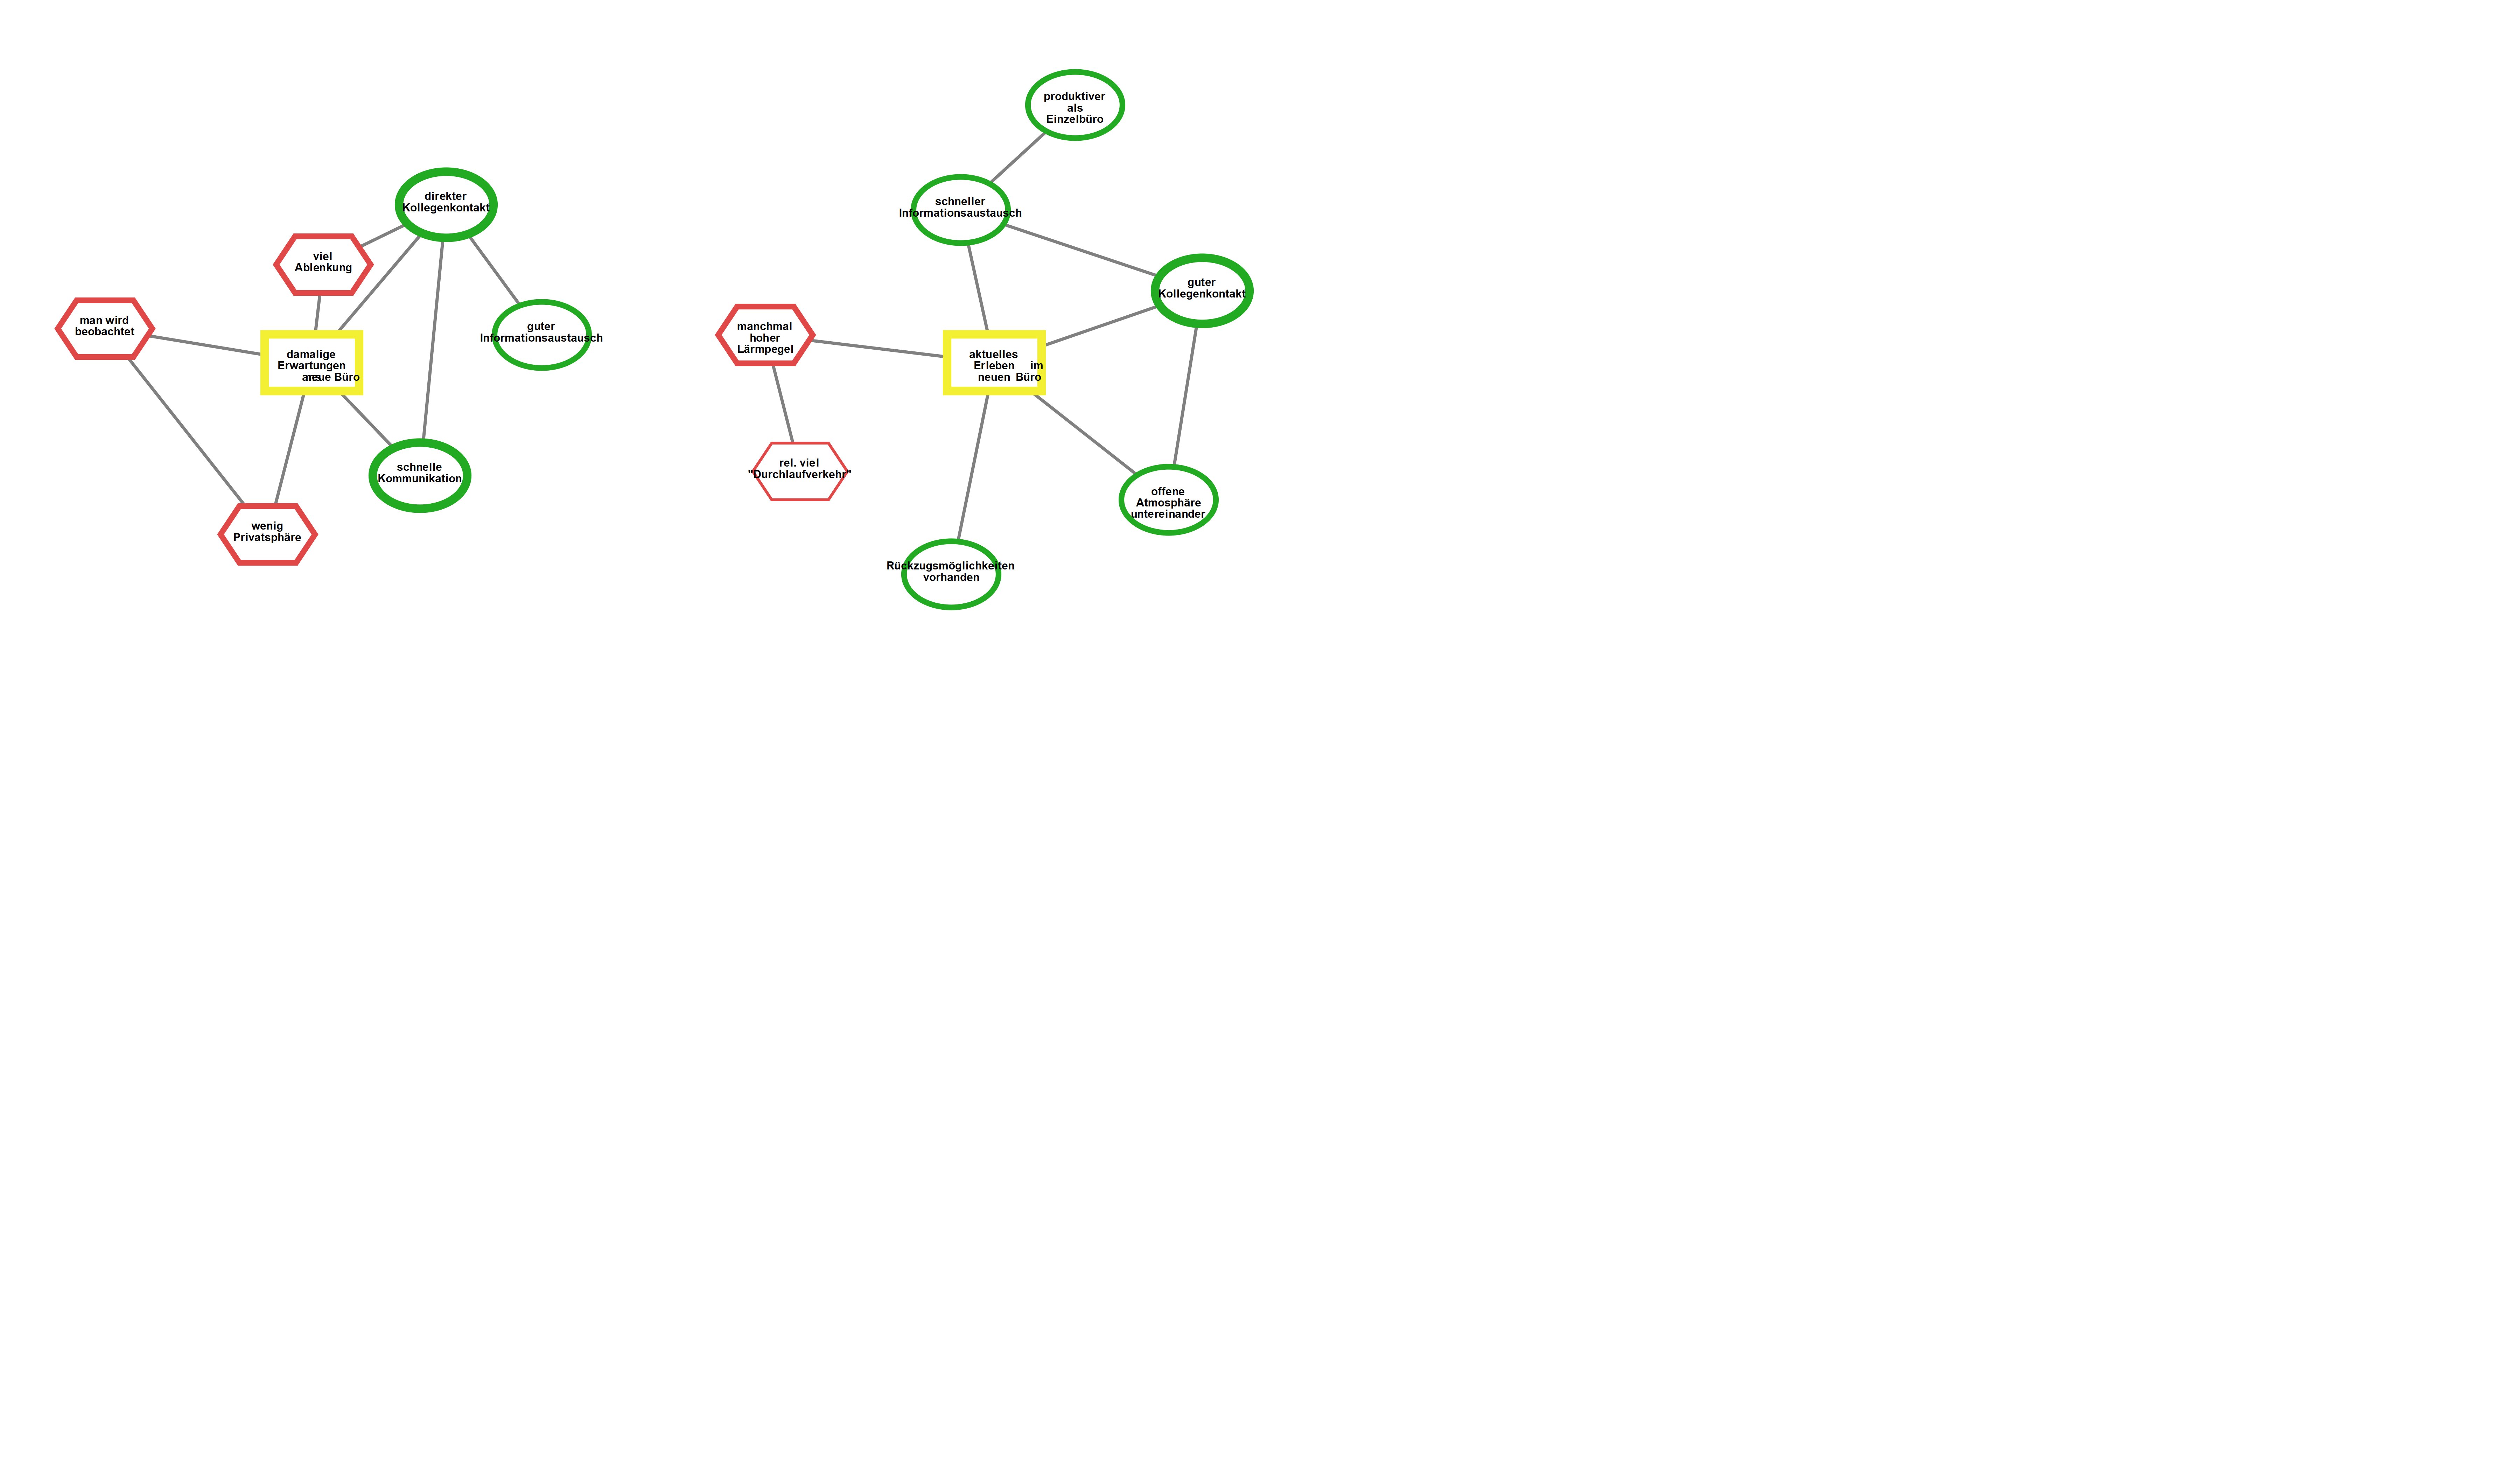 produktiver
als
Einzelbüro
direkter
Kollegenkontakt
schneller
Informationsaustausch
viel
Ablenkung
guter
Kollegenkontakt
man wird
beobachtet
guter
Informationsaustausch
manchmal
hoher
Lärmpegel
damalige
Erwartungen
ans neue Büro
aktuelles
Erleben im
neuen Büro
schnelle
Kommunikation
rel. viel
"Durchlaufverkehr"
offene
Atmosphäre
untereinander
wenig
Privatsphäre
Rückzugsmöglichkeiten
vorhanden